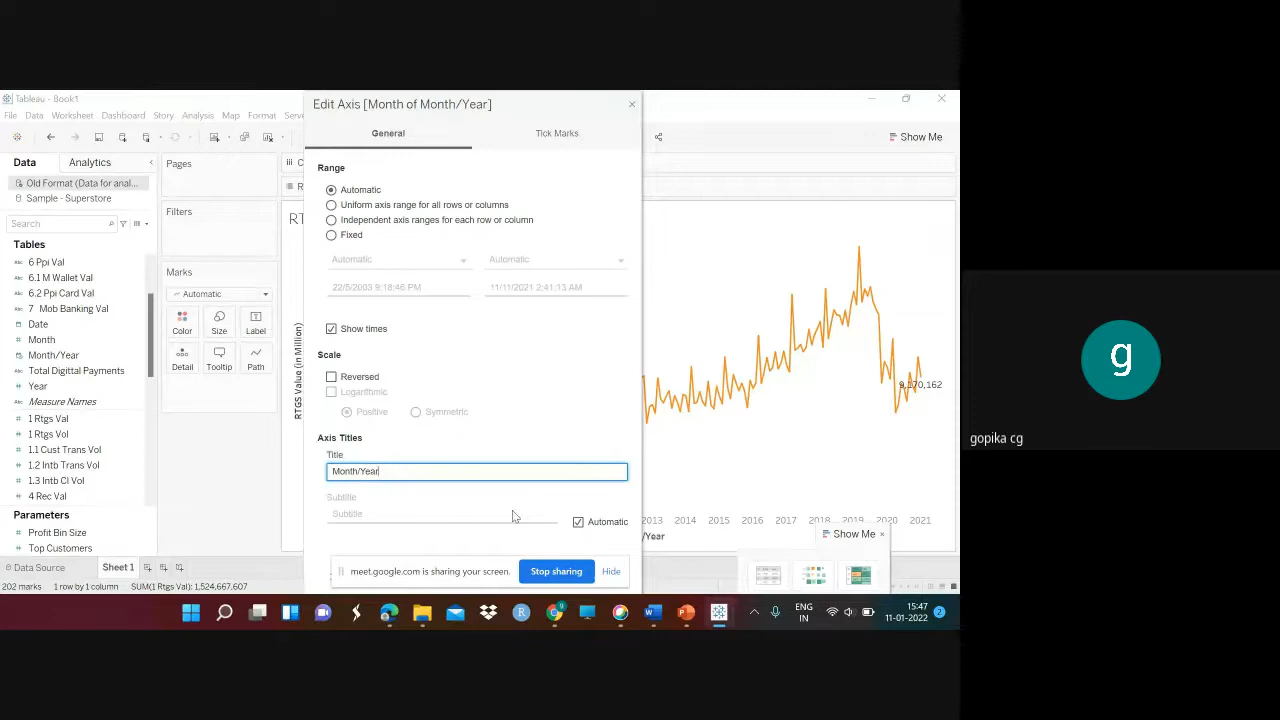 Tableau - Book1
File Data Worksheet Dashboard Story Analysis Map Format
Show Me
Data Analytics
Pages
Old Format (Data for anal...
Sample - Superstore
Search
Filters
Tables
6 Ppi Val
6.1 M Wallet Val
6.2 Ppi Card Val
7 Mob Banking Val
Date
Month
Month/Year
Total Digittal Payments
Year
Measure Names
1 Rtgs Val
1 Rtgs Vol
1.1 Cust Trans Vol
1.2 Intb Trans Vol
1.3 Intb Cl Vol
4 Rec Val
Parameters
Profit Bin Size
Top Customers
Marks
Automatic
Color Size Label
Detail Tooltip Path
Edit Axis [Month of Month/Year]
General Tick Marks
Range
Automatic
Uniform axis range for all rows or columns
Independent axis ranges for each row or column
Fixed
Automatic Automatic
22/5/2003 9:18:46 PM 11/11/2021 2:41:13 AM
Show times
Scale
Reversed
Logarithmic
Positive Symmetric
Axis Titles
Title
Month/Year
Subtitle
Subtitle
Automatic
meet.google.com is sharing your screen. Stop sharing Hide
RTGS Value (in Million)
9,170,162
2013 2014 2015 2016 2017 2018 2019 2020 2021
/Year
Show Me
Data Source Sheet 1
202 marks 1 row by 1 column SUM(1 Rtgs Val): 1,524,667,607
ENG
IN
15:47
11-01-2022
2
g
gopika cg